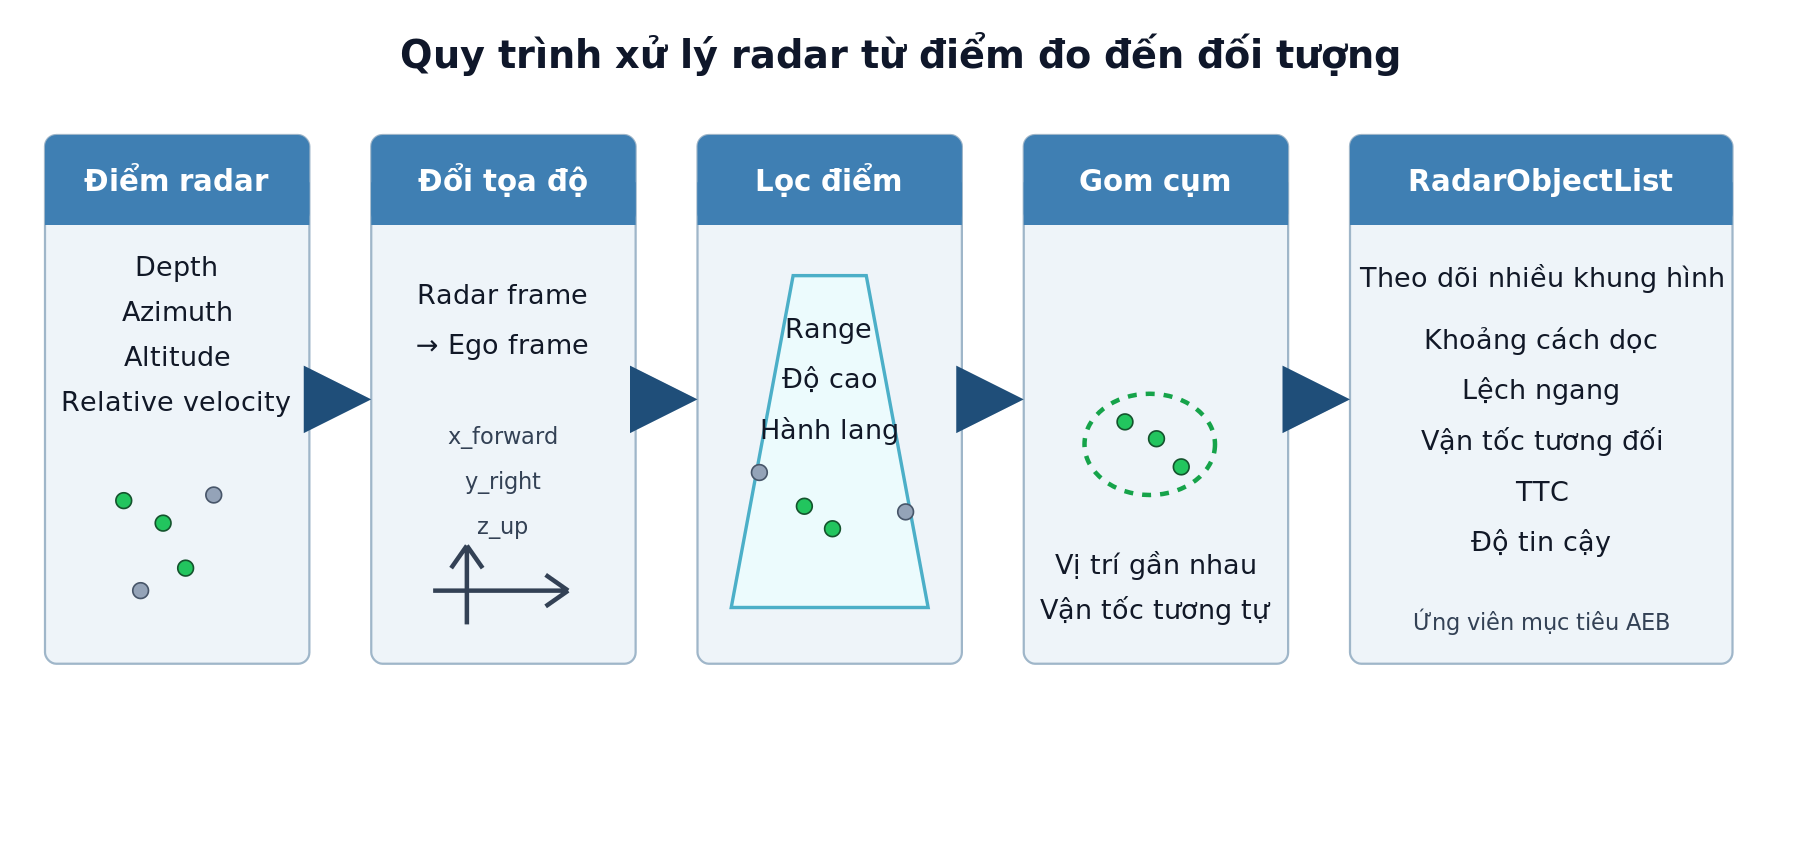 Quy trình xử lý radar từ điểm đo đến đối tượng
Điểm radar
Depth
Azimuth
Altitude
Relative velocity
Đổi tọa độ
Radar frame
→ Ego frame
x_forward
y_right
z_up
Lọc điểm
Range
Độ cao
Hành lang
Gom cụm
Vị trí gần nhau
Vận tốc tương tự
RadarObjectList
Theo dõi nhiều khung hình
Khoảng cách dọc
Lệch ngang
Vận tốc tương đối
TTC
Độ tin cậy
Ứng viên mục tiêu AEB